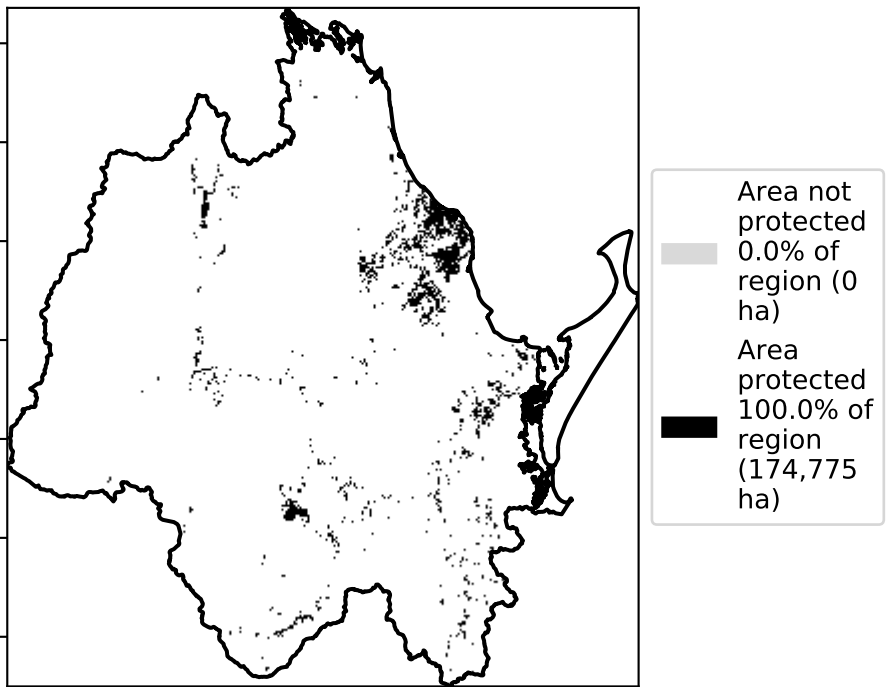 Area not
protected
0.0% of
region (0
ha)
Area
protected
100.0% of
region
(174,775
ha)